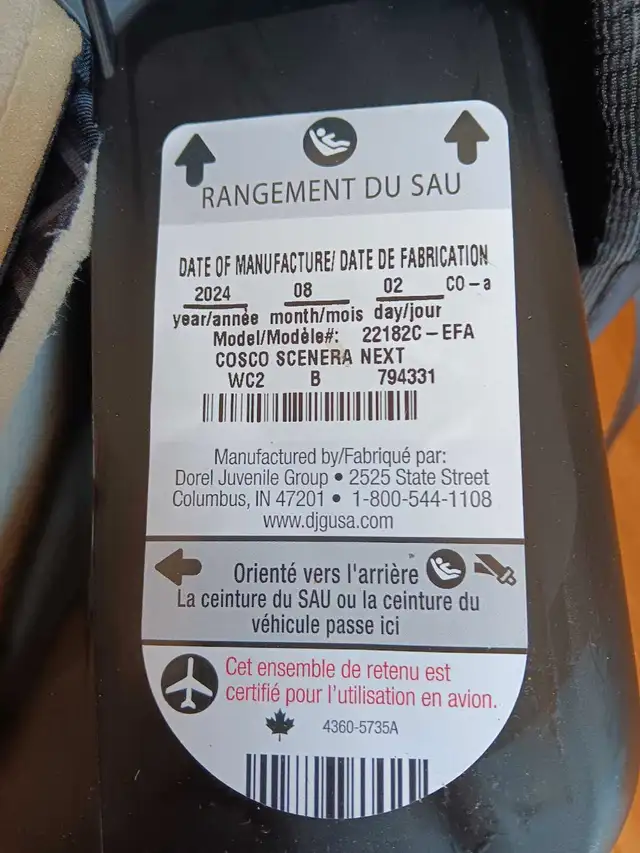 RANGEMENT DU SAU
DATE OF MANUFACTURE/ DATE DE FABRICATION
2024 08 02 CO-a
year/année month/mois day/jour
Model/Modèle#: 22182C-EFA
COSCO SCENERA NEXT
WC2 B 794331
Manufactured by/Fabriqué par:
Dorel Juvenile Group • 2525 State Street
Columbus, IN 47201 • 1-800-544-1108
www.djgusa.com
Orienté vers l'arrière
La ceinture du SAU ou la ceinture du
véhicule passe ici
Cet ensemble de retenu est
certifié pour l'utilisation en avion.
4360-5735A